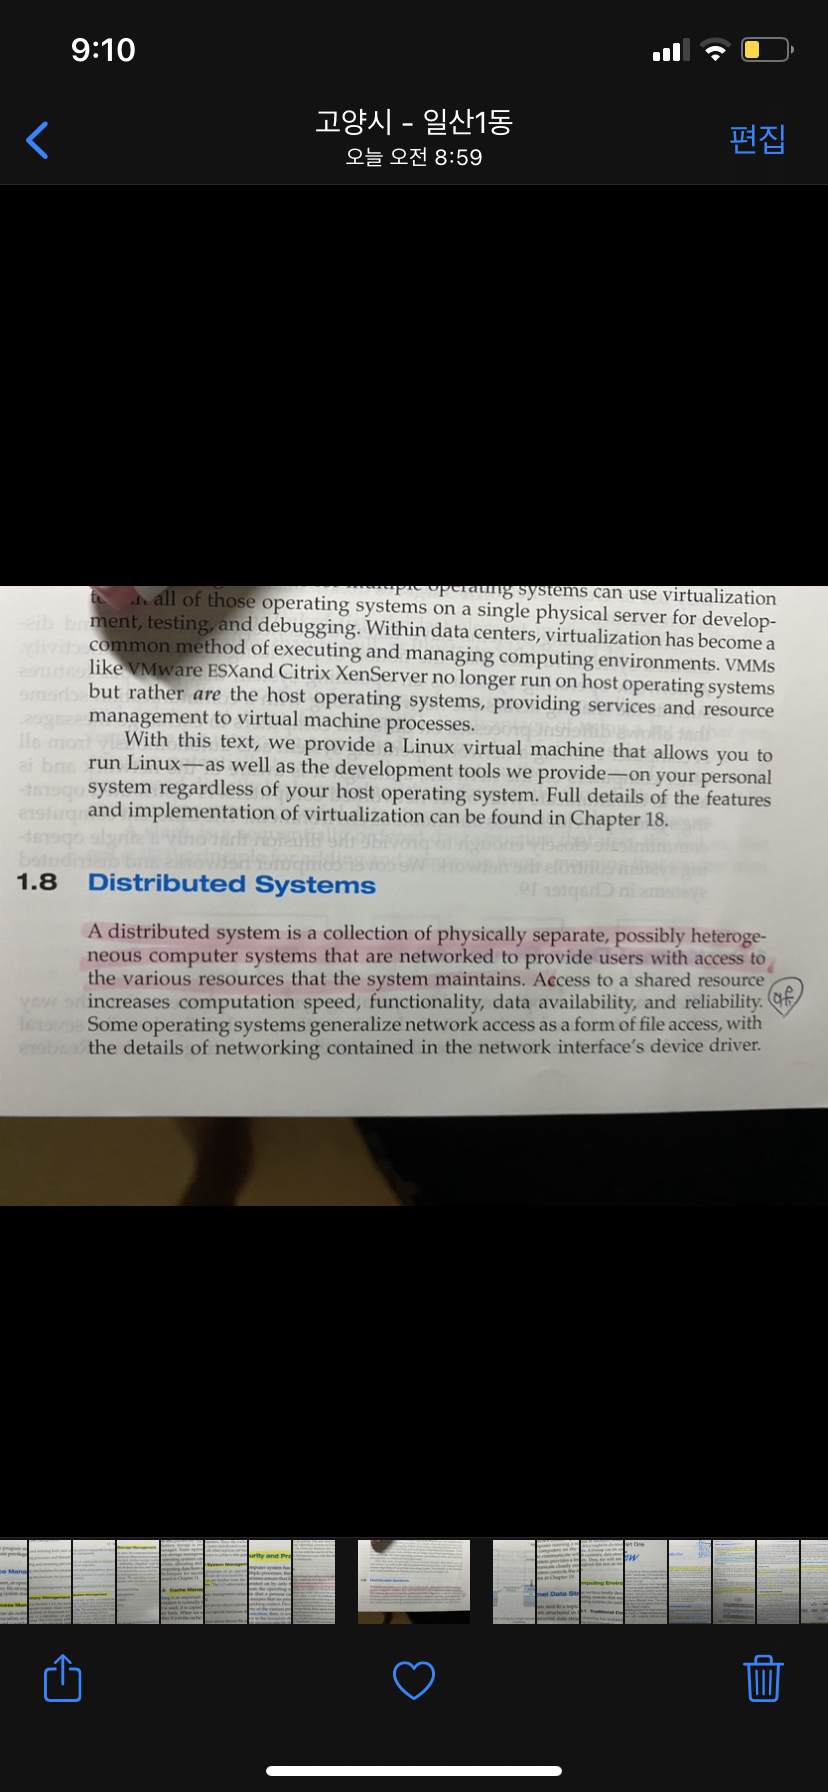 9:10
고양시 - 일산1동
오늘 오전 8:59
편집
operating systems can use virtualization
all of those operating systems on a single physical server for develop-
ment, testing, and debugging. Within data centers, virtualization has become a
common method of executing and managing computing environments. VMMs
like VMware ESXand Citrix XenServer no longer run on host operating systems
but rather are the host operating systems, providing services and resource
management to virtual machine processes.
With this text, we provide a Linux virtual machine that allows you to
run Linux—as well as the development tools we provide—on your personal
system regardless of your host operating system. Full details of the features
and implementation of virtualization can be found in Chapter 18.
1.8 Distributed Systems
A distributed system is a collection of physically separate, possibly heteroge-
neous computer systems that are networked to provide users with access to
the various resources that the system maintains. Access to a shared resource
increases computation speed, functionality, data availability, and reliability.
Some operating systems generalize network access as a form of file access, with
the details of networking contained in the network interface's device driver.